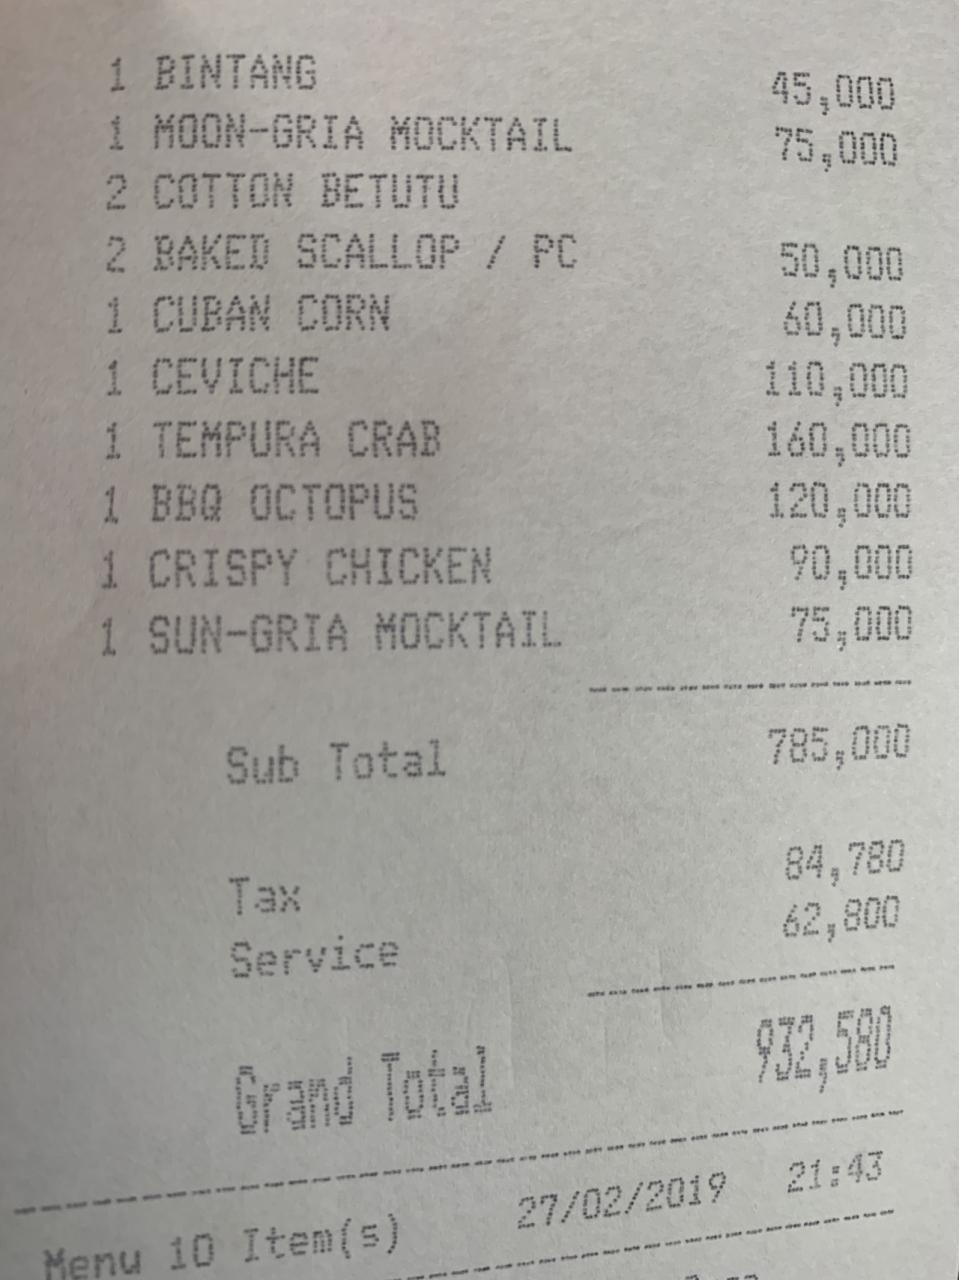 1 BINTANG 45,000
1 MOON-GRIA MOCKTAIL 75,000
2 COTTON BETUTU
2 BAKED SCALLOP / PC 50,000
1 CUBAN CORN 60,000
1 CEVICHE 110,000
1 TEMPURA CRAB 160,000
1 BBQ OCTOPUS 120,000
1 CRISPY CHICKEN 90,000
1 SUN-GRIA MOCKTAIL 75,000
Sub Total 785,000
Tax 84,780
Service 62,800
Grand Total 932,580
Menu 10 Item(s) 27/02/2019 21:43